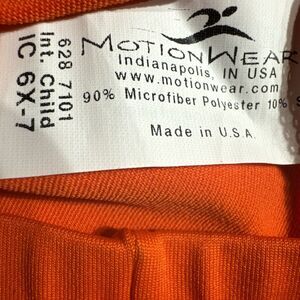 MOTIONWEAR
Indianapolis, IN USA
www.motionwear.com
90% Microfiber Polyester 10%
Made in U.S.A.
628 7101
Int. Child
IC 6X-7